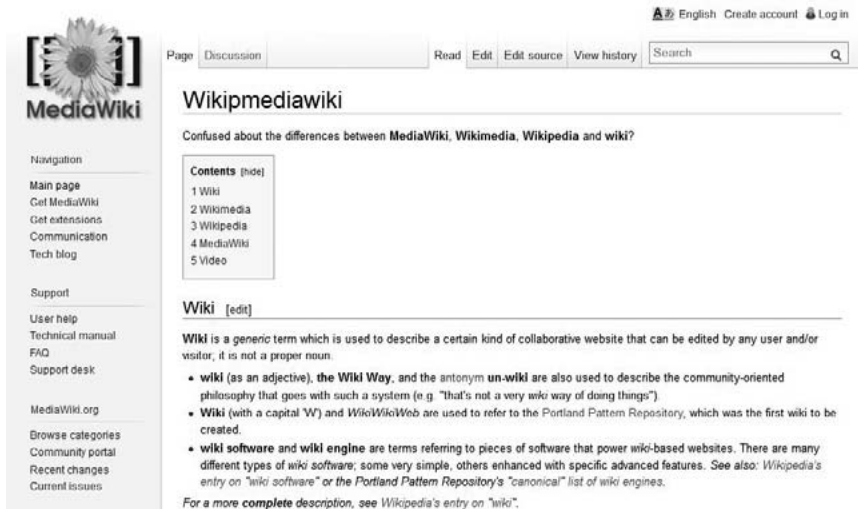 Aあ English Create account Log in
Page Discussion Read Edit Edit source View history Search
MediaWiki
Wikipmediawiki
Confused about the differences between MediaWiki, Wikimedia, Wikipedia and wiki?
Navigation
Main page
Get MediaWiki
Get extensions
Communication
Tech blog
Support
User help
Technical manual
FAQ
Support desk
MediaWiki.org
Browse categories
Community portal
Recent changes
Current issues
Contents [hide]
1 Wiki
2 Wikimedia
3 Wikipedia
4 MediaWiki
5 Video
Wiki [edit]
Wiki is a generic term which is used to describe a certain kind of collaborative website that can be edited by any user and/or
visitor; it is not a proper noun.
• wiki (as an adjective), the Wiki Way, and the antonym un-wiki are also used to describe the community-oriented
philosophy that goes with such a system (e.g. "that's not a very wiki way of doing things").
• Wiki (with a capital 'W') and WikiWikiWeb are used to refer to the Portland Pattern Repository, which was the first wiki to be
created.
• wiki software and wiki engine are terms referring to pieces of software that power wiki-based websites. There are many
different types of wiki software; some very simple, others enhanced with specific advanced features. See also: Wikipedia's
entry on "wiki software" or the Portland Pattern Repository's "canonical" list of wiki engines.
For a more complete description, see Wikipedia's entry on "wiki".